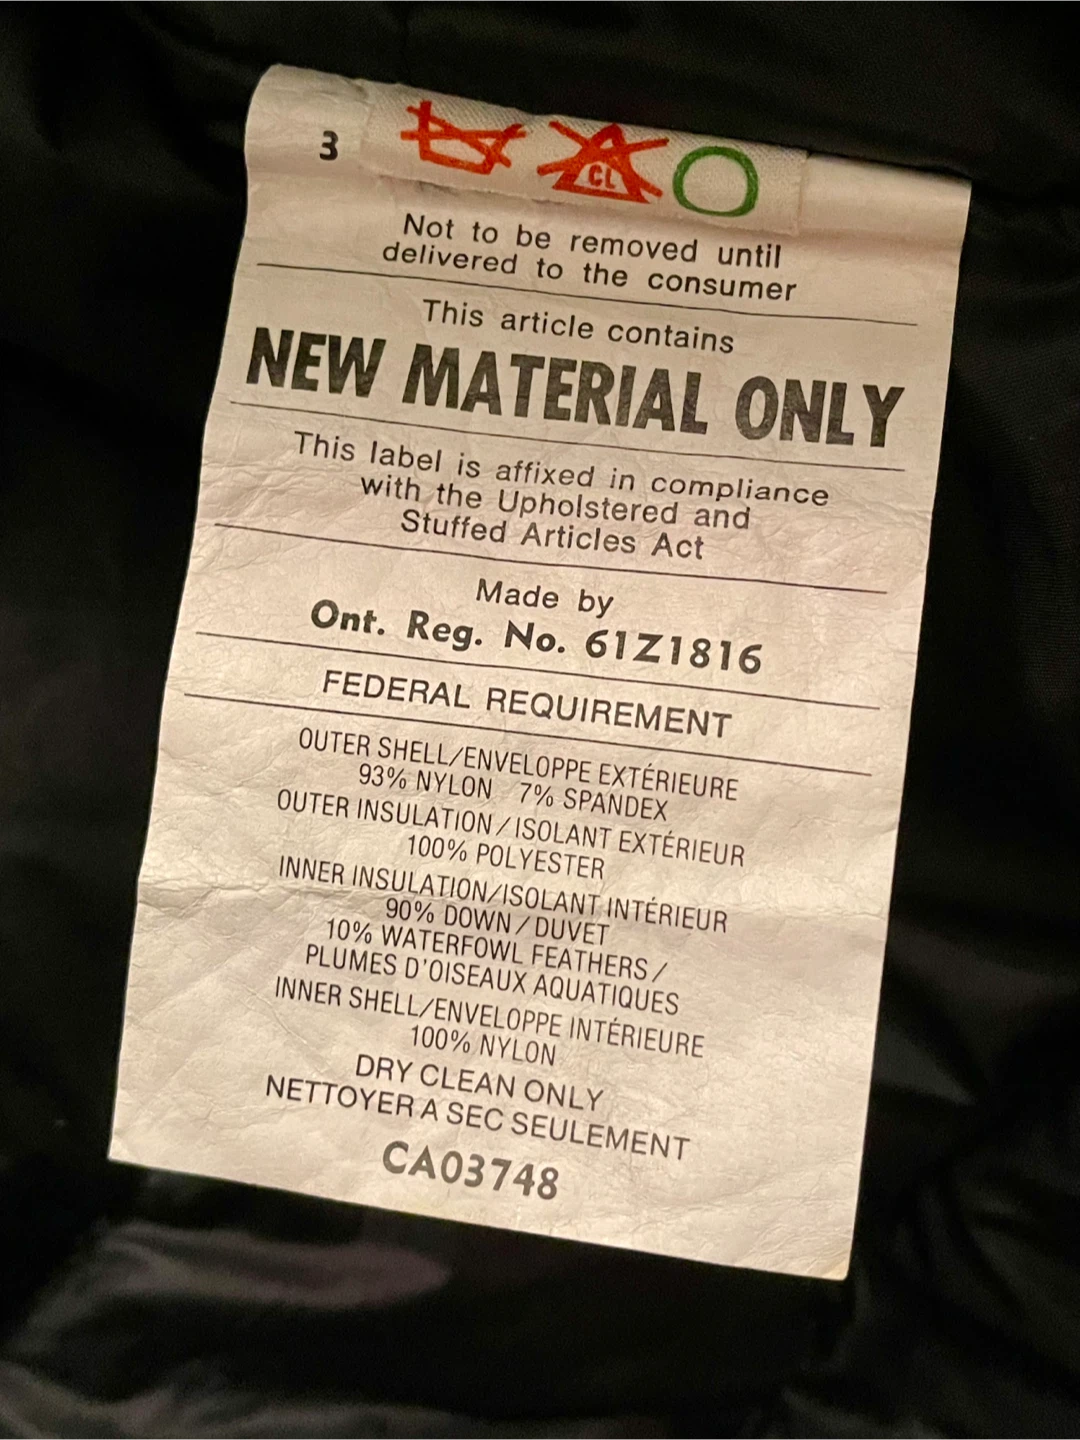 3
CL
Not to be removed until
delivered to the consumer
This article contains
NEW MATERIAL ONLY
This label is affixed in compliance
with the Upholstered and
Stuffed Articles Act
Made by
Ont. Reg. No. 61Z1816
FEDERAL REQUIREMENT
OUTER SHELL/ENVELOPPE EXTÉRIEURE
93% NYLON 7% SPANDEX
OUTER INSULATION/ISOLANT EXTÉRIEUR
100% POLYESTER
INNER INSULATION/ISOLANT INTÉRIEUR
90% DOWN/DUVET
10% WATERFOWL FEATHERS/
PLUMES D'OISEAUX AQUATIQUES
INNER SHELL/ENVELOPPE INTÉRIEURE
100% NYLON
DRY CLEAN ONLY
NETTOYER A SEC SEULEMENT
CA03748